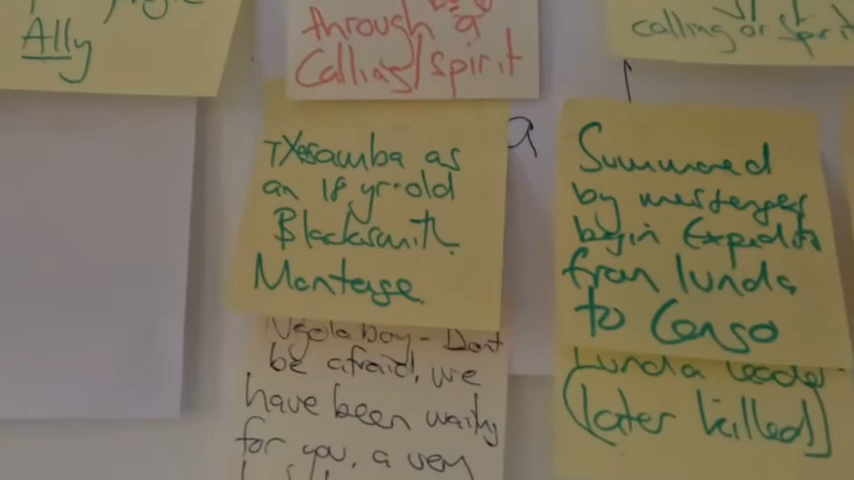 Ally
through a
Calling/spirit
calling or spirit
a
TXesamba as
an 18 yr-old
Blacksmith
Montage
Summoned
by messenger
begin Expedito
from lunda
to Congo
Ngola boy - Dont
be afraid, we
have been waiting
for you, a very
Lunda leader
(later killed)